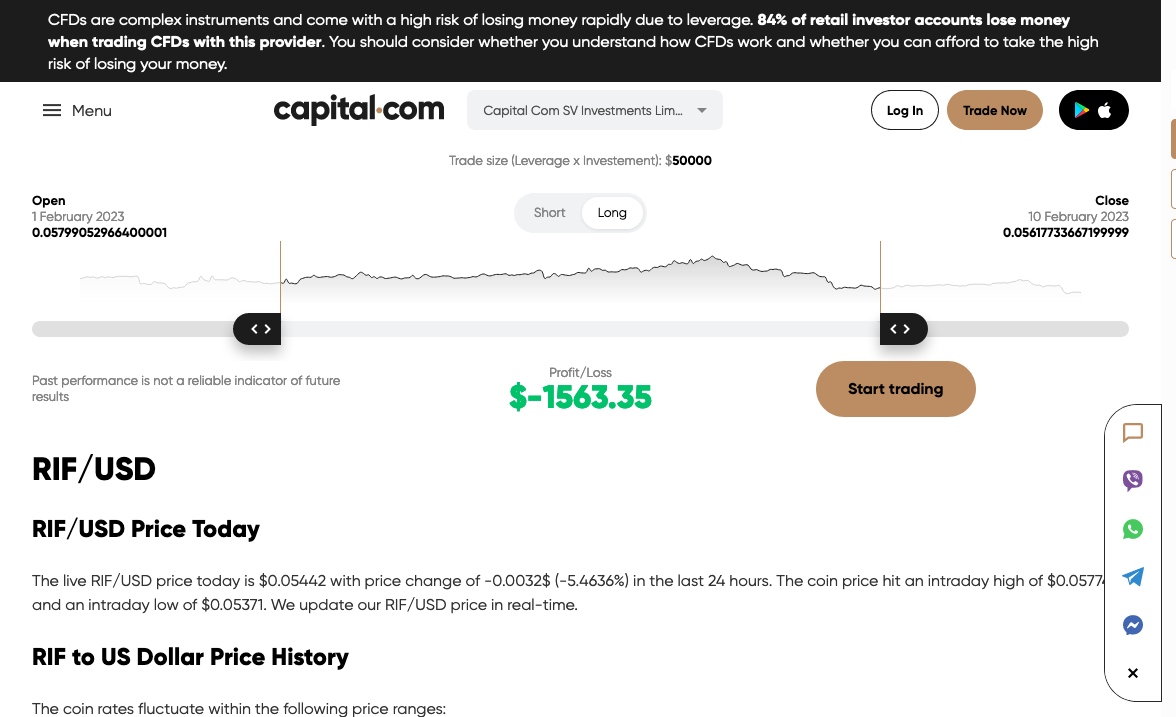 CFDs are complex instruments and come with a high risk of losing money rapidly due to leverage. 84% of retail investor accounts lose money
when trading CFDs with this provider. You should consider whether you understand how CFDs work and whether you can afford to take the high
risk of losing your money.
Menu
capital.com
Capital Com SV Investments Lim...
Log In
Trade Now
Trade size (Leverage x Investement): $50000
Open
1 February 2023
0.05799052966400001
Short
Long
Close
10 February 2023
0.05617733667199999
Past performance is not a reliable indicator of future
results
Profit/Loss
$-1563.35
Start trading
RIF/USD
RIF/USD Price Today
The live RIF/USD price today is $0.05442 with price change of -0.0032$ (-5.4636%) in the last 24 hours. The coin price hit an intraday high of $0.05774
and an intraday low of $0.05371. We update our RIF/USD price in real-time.
RIF to US Dollar Price History
The coin rates fluctuate within the following price ranges: